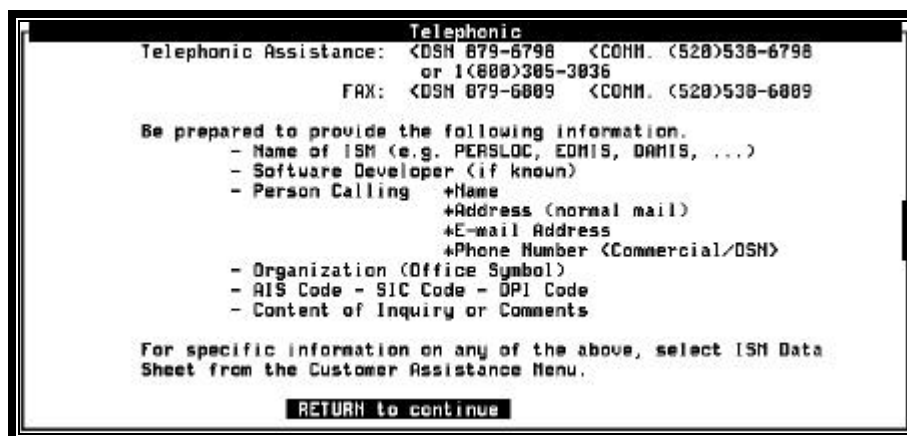 Telephonic
Telephonic Assistance: <DSN 879-6798 <COMM. (520)538-6798
or 1(800)305-3036
FAX: <DSN 879-6809 <COMM. (520)538-6809
Be prepared to provide the following information.
- Name of ISM (e.g. PERSLOC, EDMIS, DAMIS, ...)
- Software Developer (if known)
- Person Calling +Name
+Address (normal mail)
+E-mail Address
+Phone Number <Commercial/DSN>
- Organization (Office Symbol)
- AIS Code - SIC Code - DPI Code
- Content of Inquiry or Comments
For specific information on any of the above, select ISM Data
Sheet from the Customer Assistance Menu.
RETURN to continue